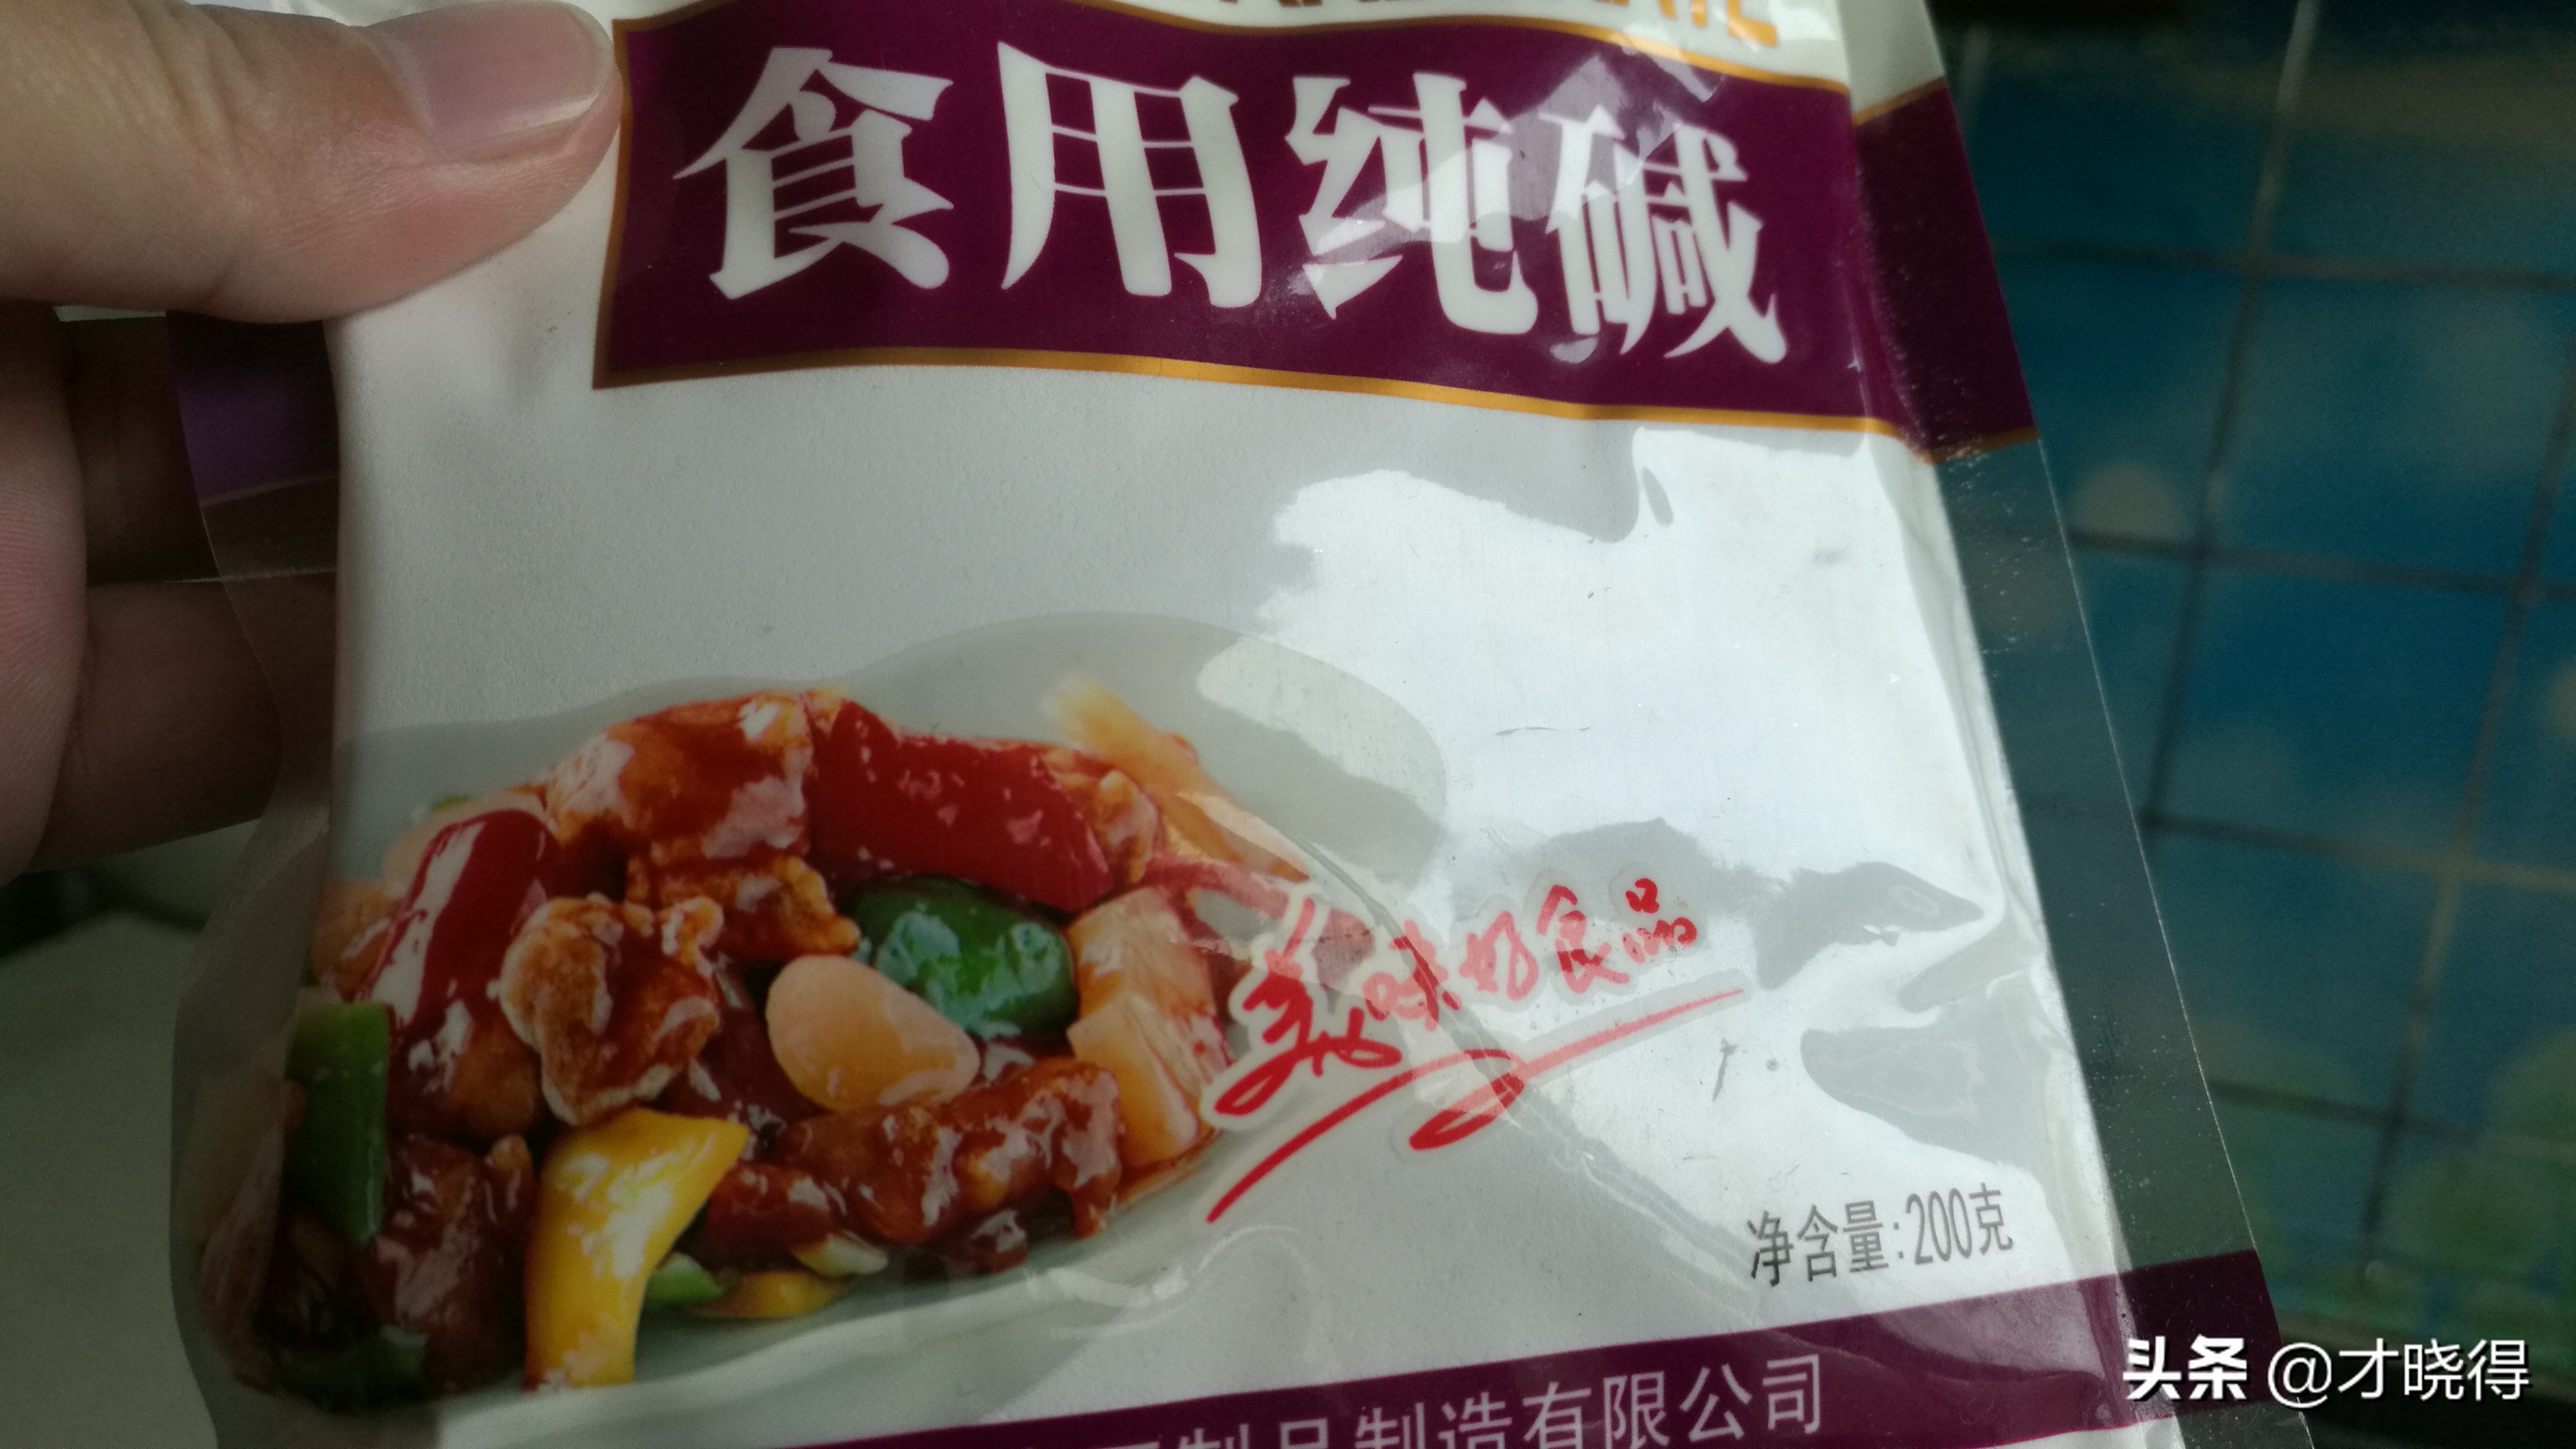 食用纯碱
美味好食品
净含量:200克
制品制造有限公司
头条 @才晓得